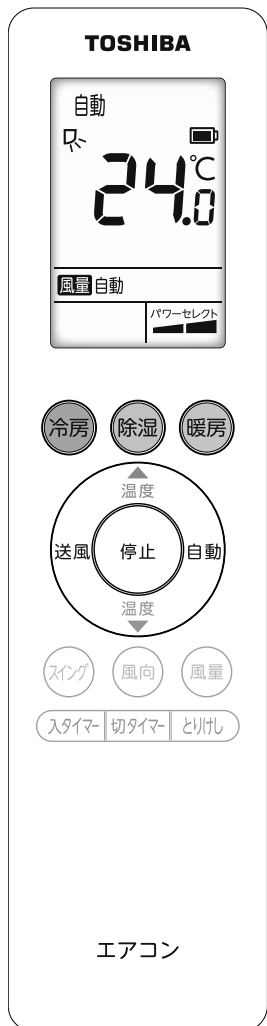 TOSHIBA
自動
24.0℃
風量 自動
パワーセレクト
冷房 除湿 暖房
温度
送風 停止 自動
温度
スイング 風向 風量
入タイマー 切タイマー とりけし
エアコン